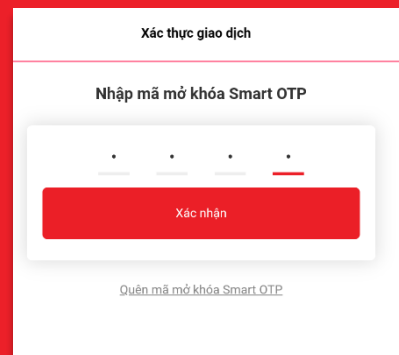 Xác thực giao dịch
Nhập mã mở khóa Smart OTP
Xác nhận
Quên mã mở khóa Smart OTP